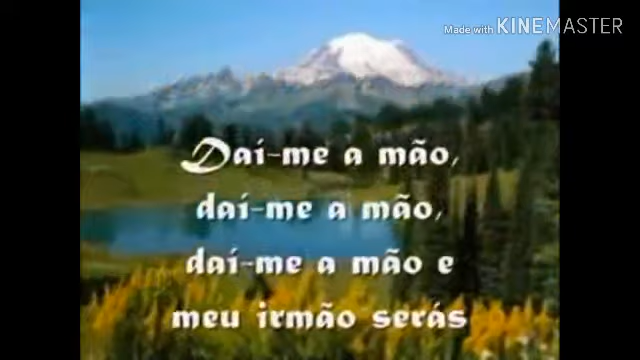 Made with KINEMASTER
Daí-me a mão,
daí-me a mão,
daí-me a mão e
meu irmão serás